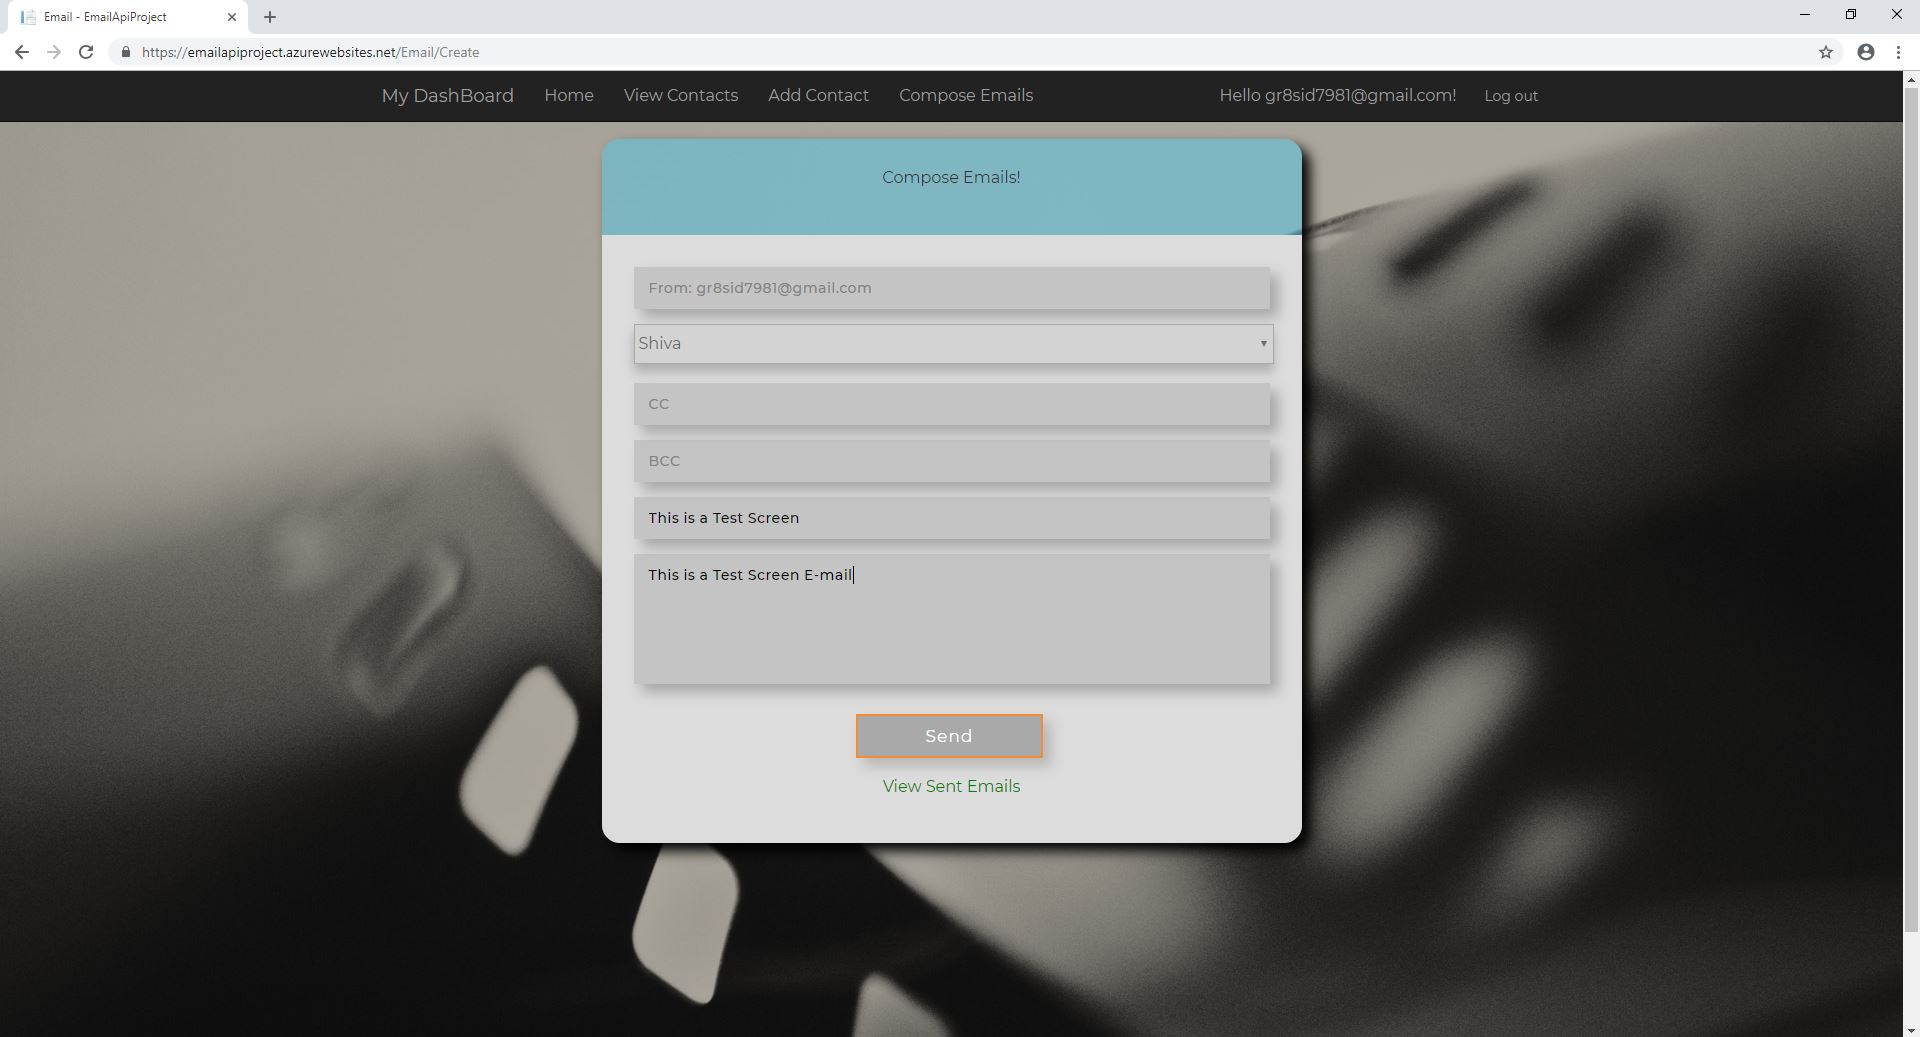 Email - EmailApiProject
https://emailapiproject.azurewebsites.net/Email/Create
My DashBoard Home View Contacts Add Contact Compose Emails Hello gr8sid7981@gmail.com! Log out
Compose Emails!
From: gr8sid7981@gmail.com
Shiva
CC
BCC
This is a Test Screen
This is a Test Screen E-mail
Send
View Sent Emails